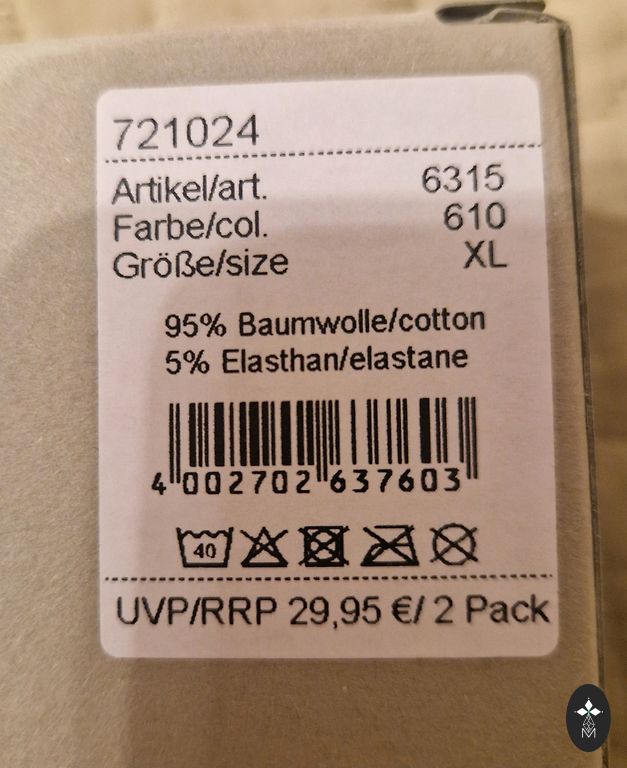 721024
Artikel/art. 6315
Farbe/col. 610
Größe/size XL
95% Baumwolle/cotton
5% Elasthan/elastane
4 002702 637603
40
UVP/RRP 29,95 €/ 2 Pack
M